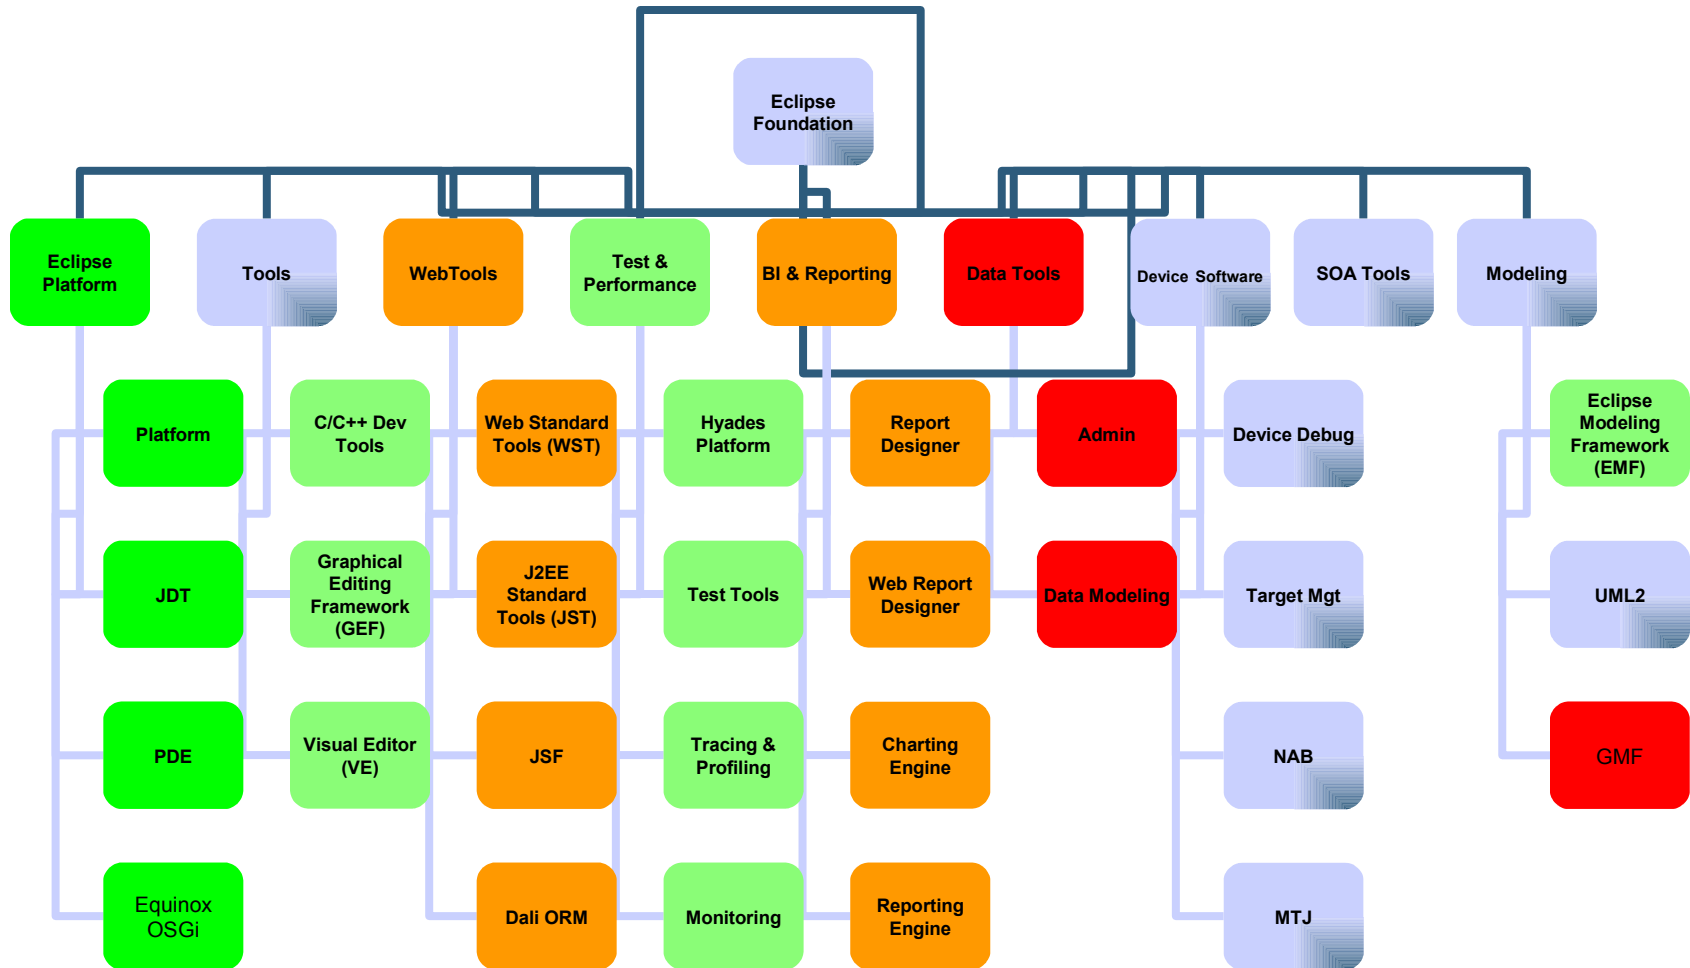 Eclipse
Foundation
Eclipse
Platform
Tools
WebTools
Test &
Performance
BI & Reporting
Data Tools
Device Software
SOA Tools
Modeling
Platform
C/C++ Dev
Tools
Web Standard
Tools (WST)
Hyades
Platform
Report
Designer
Admin
Device Debug
Eclipse
Modeling
Framework
(EMF)
JDT
Graphical
Editing
Framework
(GEF)
J2EE
Standard
Tools (JST)
Test Tools
Web Report
Designer
Data Modeling
Target Mgt
UML2
PDE
Visual Editor
(VE)
JSF
Tracing &
Profiling
Charting
Engine
NAB
GMF
Equinox
OSGi
Dali ORM
Monitoring
Reporting
Engine
MTJ